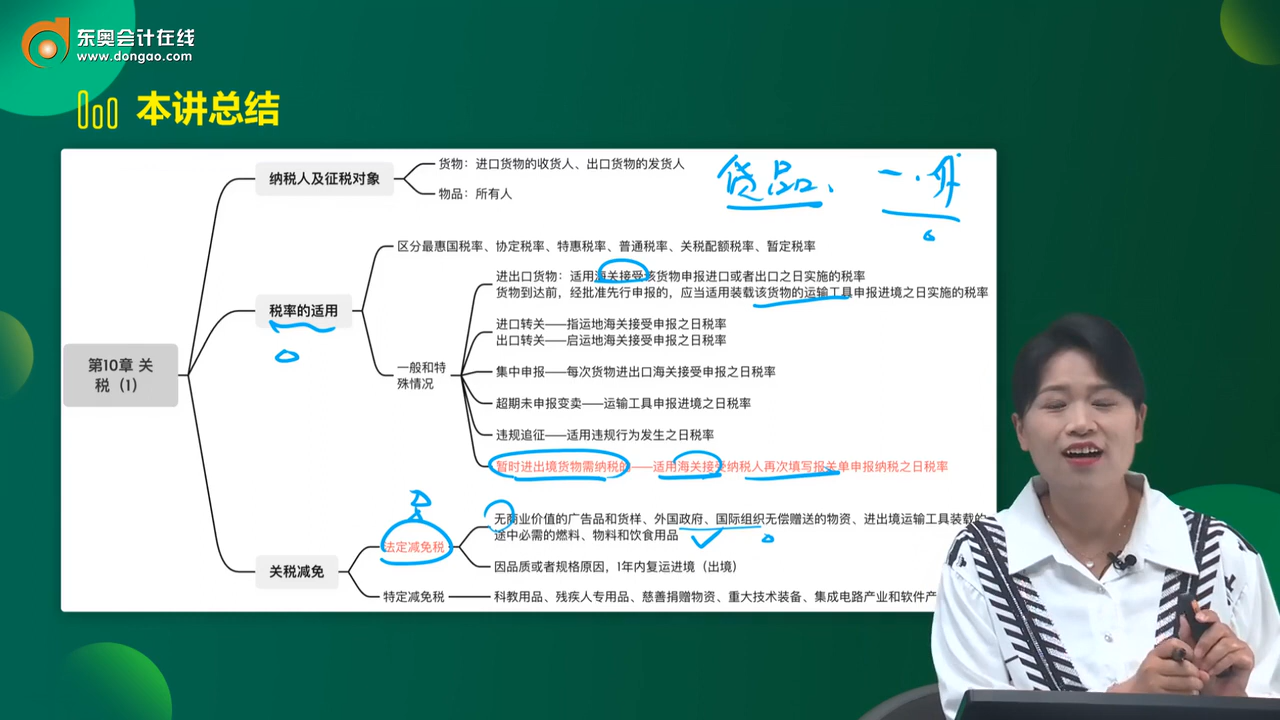 东奥会计在线
www.dongao.com
本讲总结
货品、 一.明
纳税人及征税对象
货物：进口货物的收货人、出口货物的发货人
物品：所有人
第10章 关
税（1）
税率的适用
区分最惠国税率、协定税率、特惠税率、普通税率、关税配额税率、暂定税率
一般和特
殊情况
进出口货物：适用海关接受该货物申报进口或者出口之日实施的税率
货物到达前，经批准先行申报的，应当适用装载该货物的运输工具申报进境之日实施的税率
进口转关——指运地海关接受申报之日税率
出口转关——启运地海关接受申报之日税率
集中申报——每次货物进出口海关接受申报之日税率
超期未申报变卖——运输工具申报进境之日税率
违规追征——适用违规行为发生之日税率
暂时进出境货物需纳税的——适用海关接受纳税人再次填写报关单申报纳税之日税率
关税减免
法定减免税
无商业价值的广告品和货样、外国政府、国际组织无偿赠送的物资、进出境运输工具装载的
途中必需的燃料、物料和饮食用品
因品质或者规格原因，1年内复运进境（出境）
特定减免税
科教用品、残疾人专用品、慈善捐赠物资、重大技术装备、集成电路产业和软件产